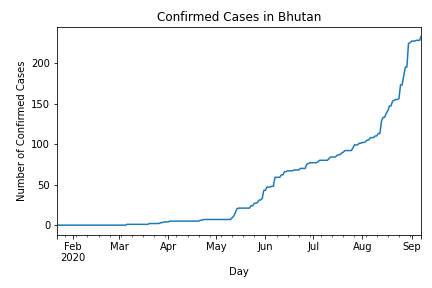 Confirmed Cases in Bhutan
Number of Confirmed Cases
200
150
100
50
0
Feb Mar Apr May Jun Jul Aug Sep
2020
Day